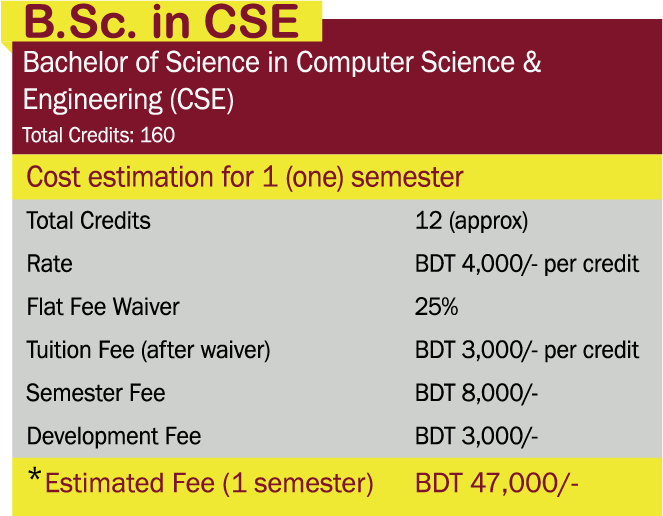 B.Sc. in CSE
Bachelor of Science in Computer Science &
Engineering (CSE)
Total Credits: 160
Cost estimation for 1 (one) semester
Total Credits 12 (approx)
Rate BDT 4,000/- per credit
Flat Fee Waiver 25%
Tuition Fee (after waiver) BDT 3,000/- per credit
Semester Fee BDT 8,000/-
Development Fee BDT 3,000/-
*Estimated Fee (1 semester) BDT 47,000/-